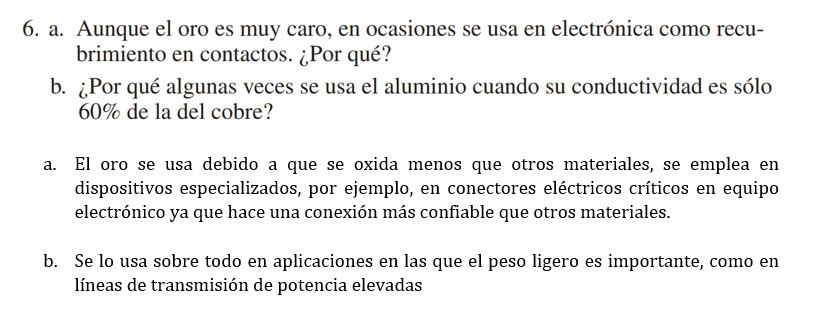 6. a. Aunque el oro es muy caro, en ocasiones se usa en electrónica como recu-
brimiento en contactos. ¿Por qué?
b. ¿Por qué algunas veces se usa el aluminio cuando su conductividad es sólo
60% de la del cobre?
a. El oro se usa debido a que se oxida menos que otros materiales, se emplea en
dispositivos especializados, por ejemplo, en conectores eléctricos críticos en equipo
electrónico ya que hace una conexión más confiable que otros materiales.
b. Se lo usa sobre todo en aplicaciones en las que el peso ligero es importante, como en
líneas de transmisión de potencia elevadas